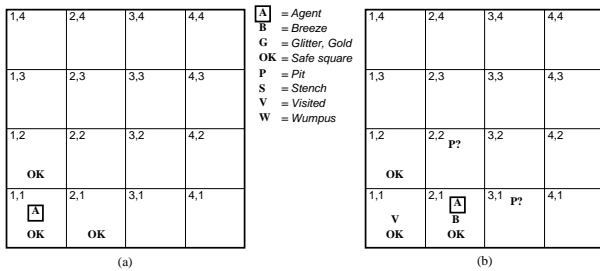 1,4 2,4 3,4 4,4
1,3 2,3 3,3 4,3
1,2 2,2 3,2 4,2
OK
1,1 2,1 3,1 4,1
A
OK OK
(a)
A = Agent
B = Breeze
G = Glitter, Gold
OK = Safe square
P = Pit
S = Stench
V = Visited
W = Wumpus
1,4 2,4 3,4 4,4
1,3 2,3 3,3 4,3
1,2 2,2 3,2 4,2
P?
OK
1,1 2,1 3,1 4,1
A P?
V B
OK OK
(b)